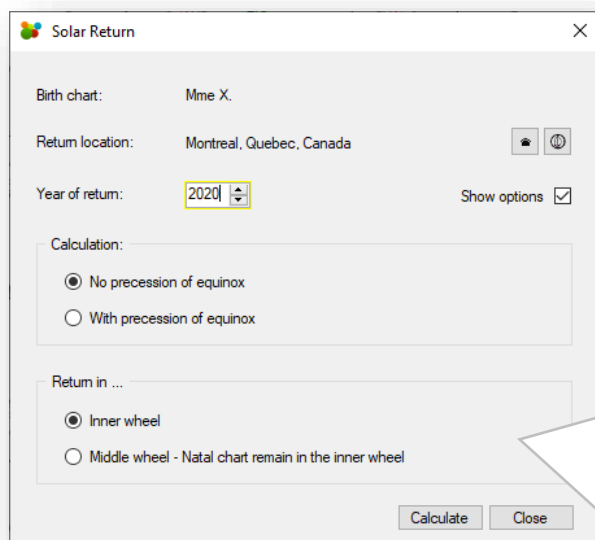 Solar Return
Birth chart: Mme X.
Return location: Montreal, Quebec, Canada
Year of return: 2020 Show options
Calculation:
No precession of equinox
With precession of equinox
Return in ...
Inner wheel
Middle wheel - Natal chart remain in the inner wheel
Calculate Close